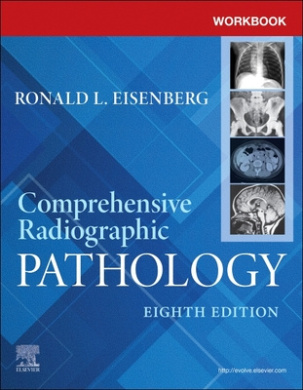 WORKBOOK
RONALD L. EISENBERG
Comprehensive
Radiographic
PATHOLOGY
EIGHTH EDITION
ELSEVIER
http://evolve.elsevier.com